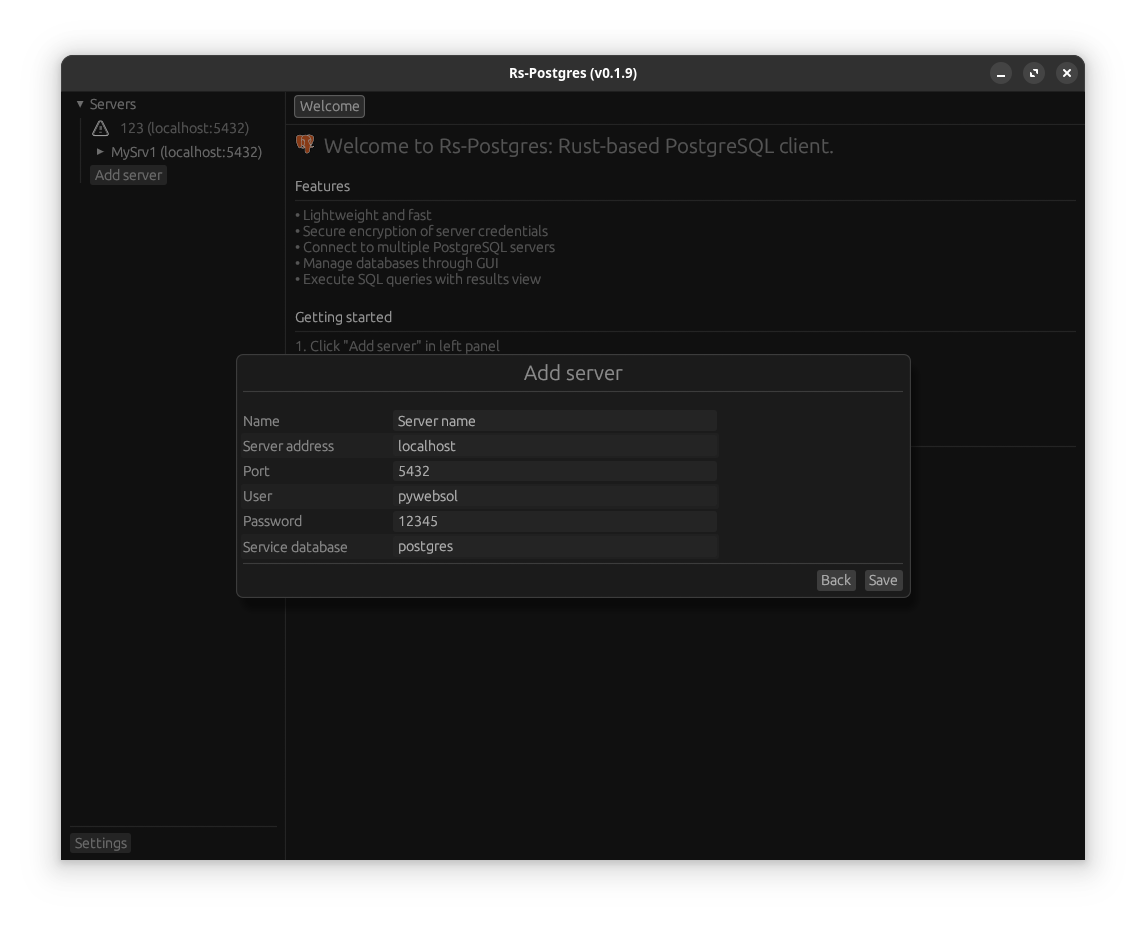 Rs-Postgres (v0.1.9)
Servers
123 (localhost:5432)
MySrv1 (localhost:5432)
Add server
Settings
Welcome
Welcome to Rs-Postgres: Rust-based PostgreSQL client.
Features
• Lightweight and fast
• Secure encryption of server credentials
• Connect to multiple PostgreSQL servers
• Manage databases through GUI
• Execute SQL queries with results view
Getting started
1. Click "Add server" in left panel
Add server
Name Server name
Server address localhost
Port 5432
User pywebsol
Password 12345
Service database postgres
Back Save